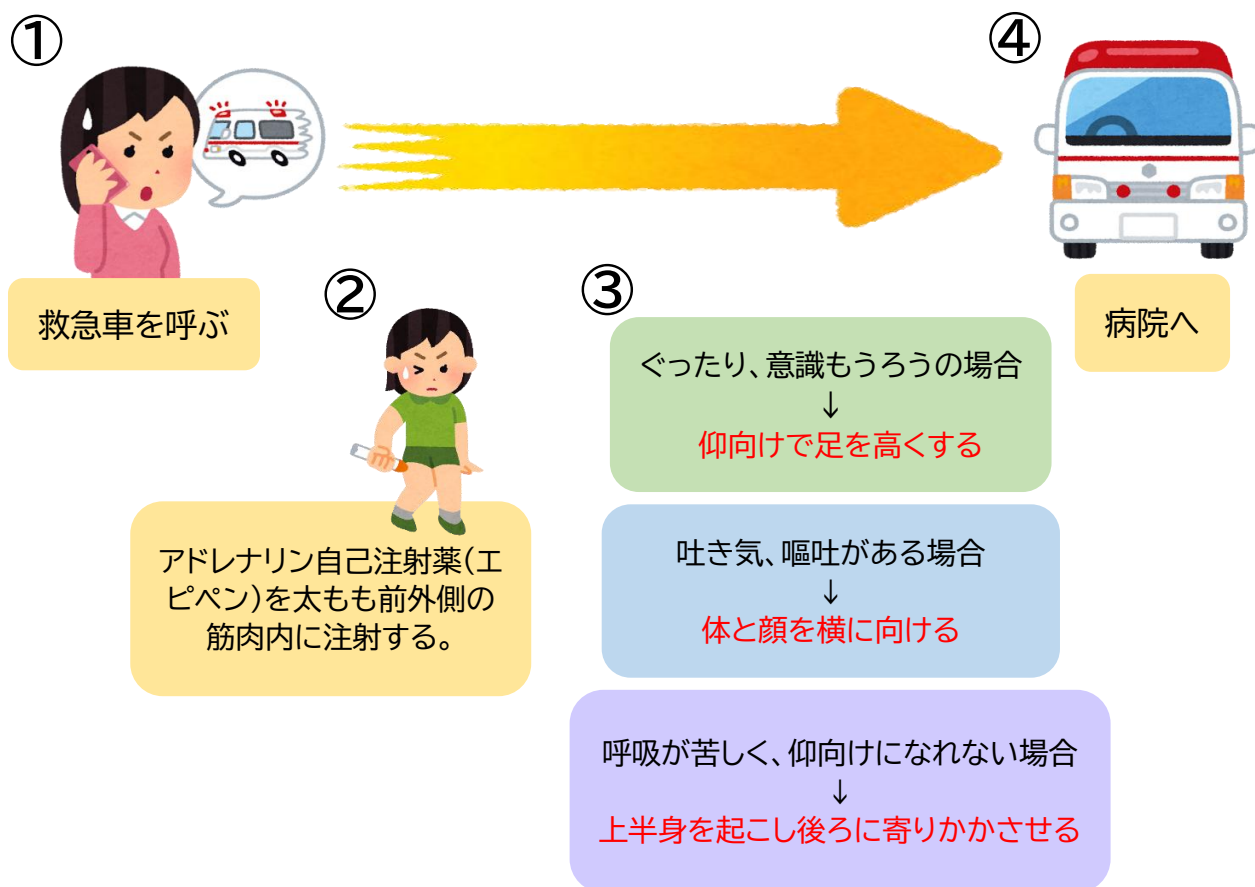 ①
救急車を呼ぶ
②
アドレナリン自己注射薬(エ
ピペン)を太もも前外側の
筋肉内に注射する。
③
ぐったり、意識もうろうの場合
↓
仰向けで足を高くする
吐き気、嘔吐がある場合
↓
体と顔を横に向ける
呼吸が苦しく、仰向けになれない場合
↓
上半身を起こし後ろに寄りかかさせる
④
病院へ